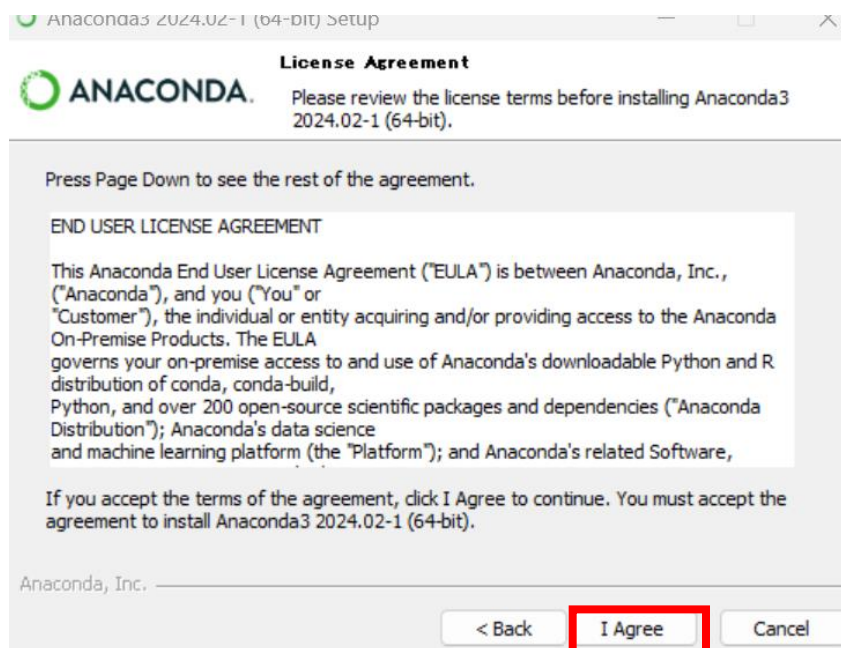 Anaconda3 2024.02-1 (64-bit) Setup
ANACONDA.
License Agreement
Please review the license terms before installing Anaconda3
2024.02-1 (64-bit).
Press Page Down to see the rest of the agreement.
END USER LICENSE AGREEMENT
This Anaconda End User License Agreement ("EULA") is between Anaconda, Inc.,
("Anaconda"), and you ("You" or
"Customer"), the individual or entity acquiring and/or providing access to the Anaconda
On-Premise Products. The EULA
governs your on-premise access to and use of Anaconda's downloadable Python and R
distribution of conda, conda-build,
Python, and over 200 open-source scientific packages and dependencies ("Anaconda
Distribution"); Anaconda's data science
and machine learning platform (the "Platform"); and Anaconda's related Software,
If you accept the terms of the agreement, click I Agree to continue. You must accept the
agreement to install Anaconda3 2024.02-1 (64-bit).
Anaconda, Inc.
< Back
I Agree
Cancel